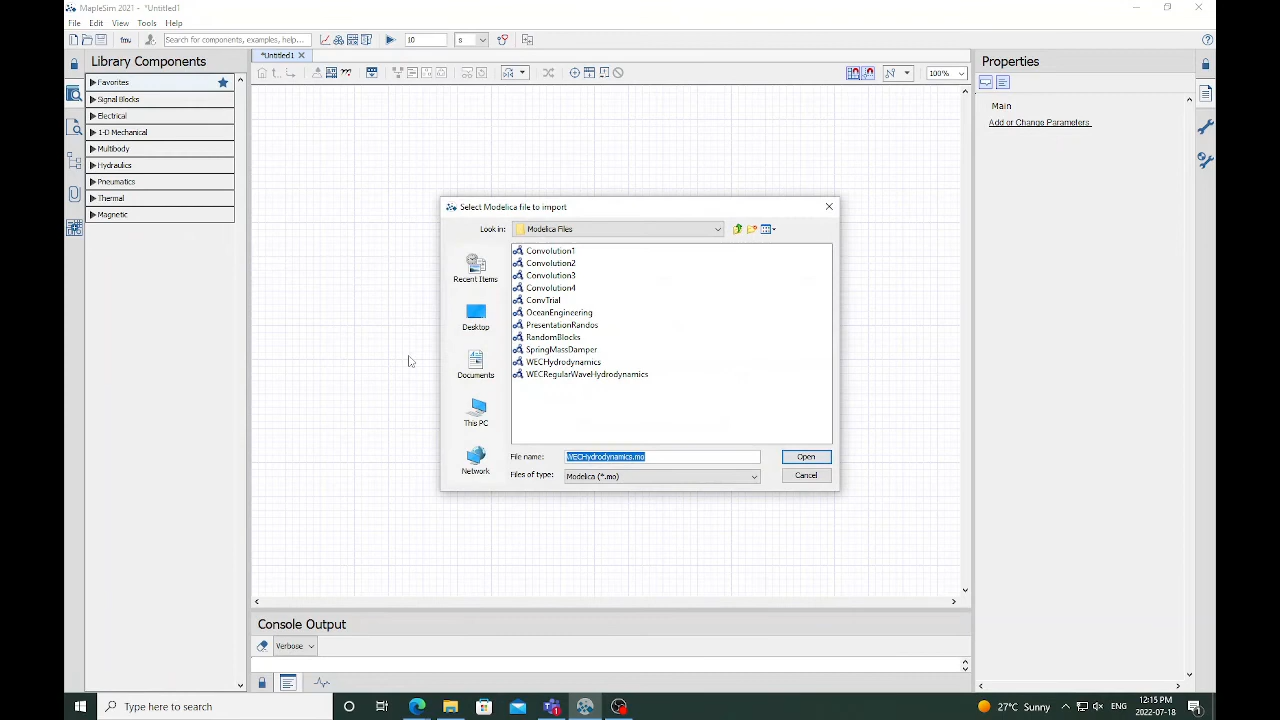 MapleSim 2021 - *Untitled1
File Edit View Tools Help
fmu
Search for components, examples, help...
10
s
Library Components
*Untitled1
Properties
Favorites
100%
Signal Blocks
Main
Electrical
Add or Change Parameters
1-D Mechanical
Multibody
Hydraulics
Pneumatics
Thermal
Magnetic
Select Modelica file to import
Look in:
Modelica Files
Convolution1
Convolution2
Convolution3
Convolution4
ConvTrial
OceanEngineering
PresentationRandos
RandomBlocks
SpringMassDamper
WECHydrodynamics
WECRegularWaveHydrodynamics
Recent Items
Desktop
Documents
This PC
Network
File name:
WECHydrodynamics.mo
Open
Files of type:
Modelica (*.mo)
Cancel
Console Output
Verbose
Type here to search
27°C Sunny
ENG
12:15 PM
2022-07-18